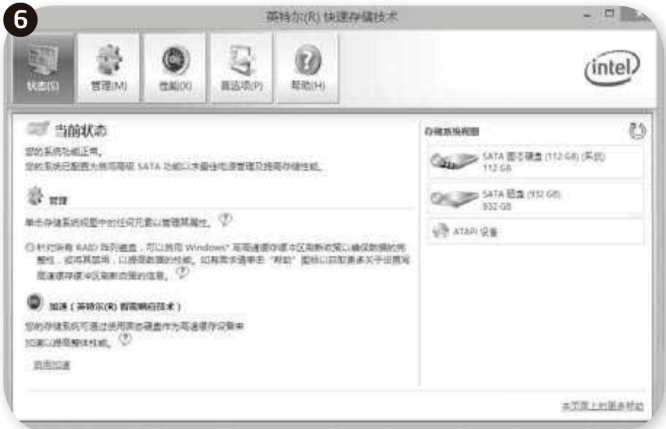 6
英特尔(R) 快速存储技术
状态(S)
管理(M)
性能(X)
首选项(P)
帮助(H)
intel
当前状态
您的系统功能正常。
您的系统已配置为使用高级 SATA 功能以求最佳电源管理及提高存储性能。
管理
单击存储系统视图中的任何元素以管理其属性。
针对所有 RAID 阵列磁盘，可以启用 Windows* 写高速缓存缓冲区刷新政策以确保数据的完
整性，或将其禁用，以提高数据的性能。如有需求请单击“帮助”图标以获取更多关于设置写
高速缓存缓冲区刷新政策的信息。
加速 ( 英特尔(R) 智能响应技术 )
您的存储系统可通过使用固态硬盘作为高速缓存设备来
加速以提高整体性能。
启用加速
存储系统视图
SATA 固态硬盘 (112 GB) (系统)
112 GB
SATA 磁盘 (932 GB)
932 GB
ATAPI 设备
本页面上的更多帮助